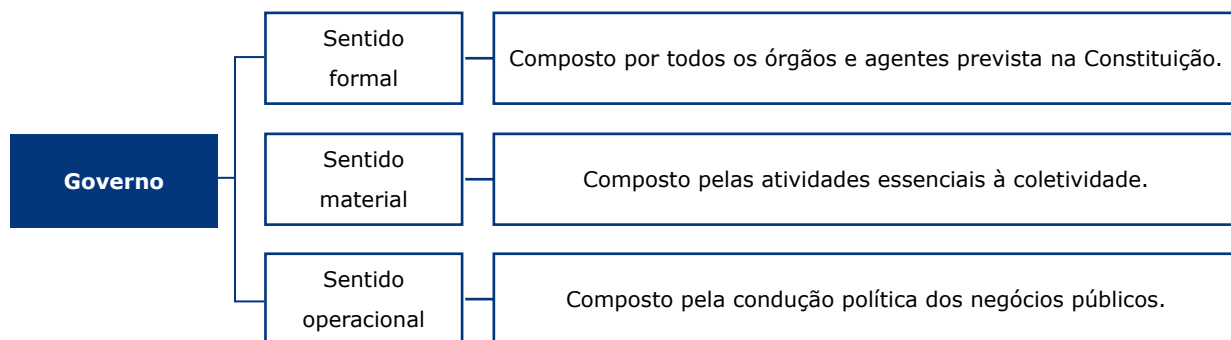 Governo
Sentido
formal
Composto por todos os órgãos e agentes prevista na Constituição.
Sentido
material
Composto pelas atividades essenciais à coletividade.
Sentido
operacional
Composto pela condução política dos negócios públicos.